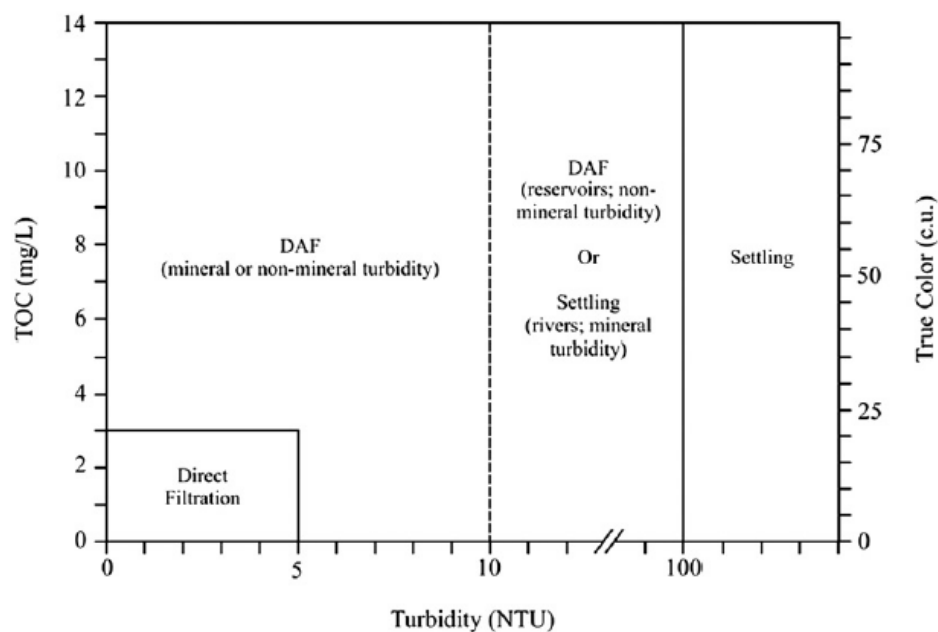 14
12
10
8
6
4
2
0
TOC (mg/L)
DAF
(mineral or non-mineral turbidity)
Direct
Filtration
DAF
(reservoirs; non-
mineral turbidity)
Or
Settling
(rivers; mineral
turbidity)
Settling
75
50
25
0
True Color (c.u.)
0
5
10
100
Turbidity (NTU)